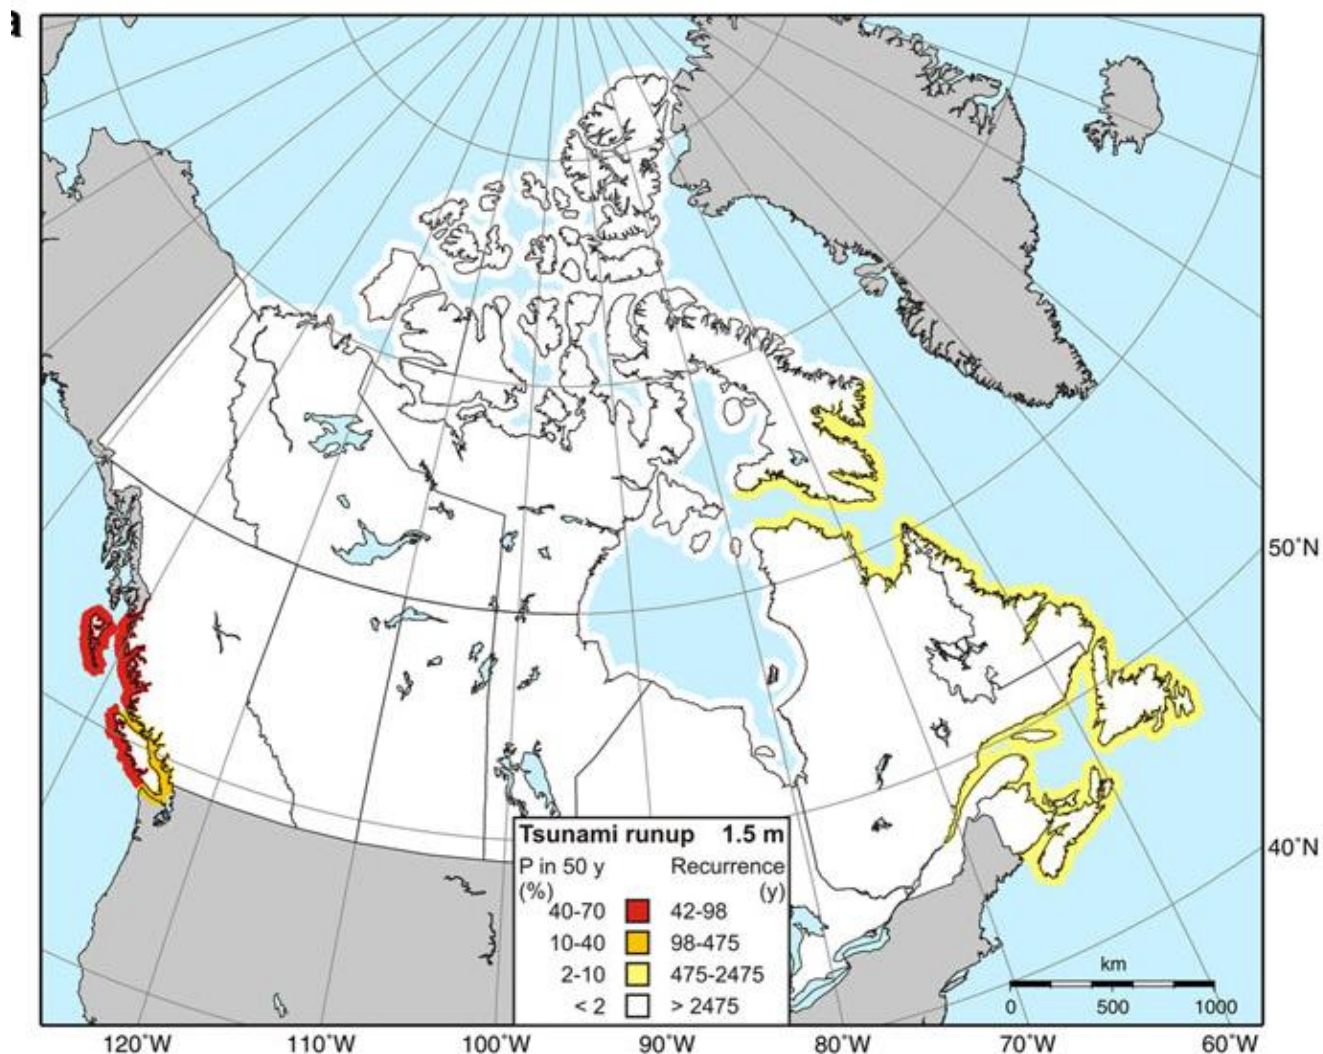 a
50°N
40°N
Tsunami runup 1.5 m
P in 50 y Recurrence
(%) (y)
40-70 42-98
10-40 98-475
2-10 475-2475
< 2 > 2475
km
0 500 1000
120°W 110°W 100°W 90°W 80°W 70°W 60°W